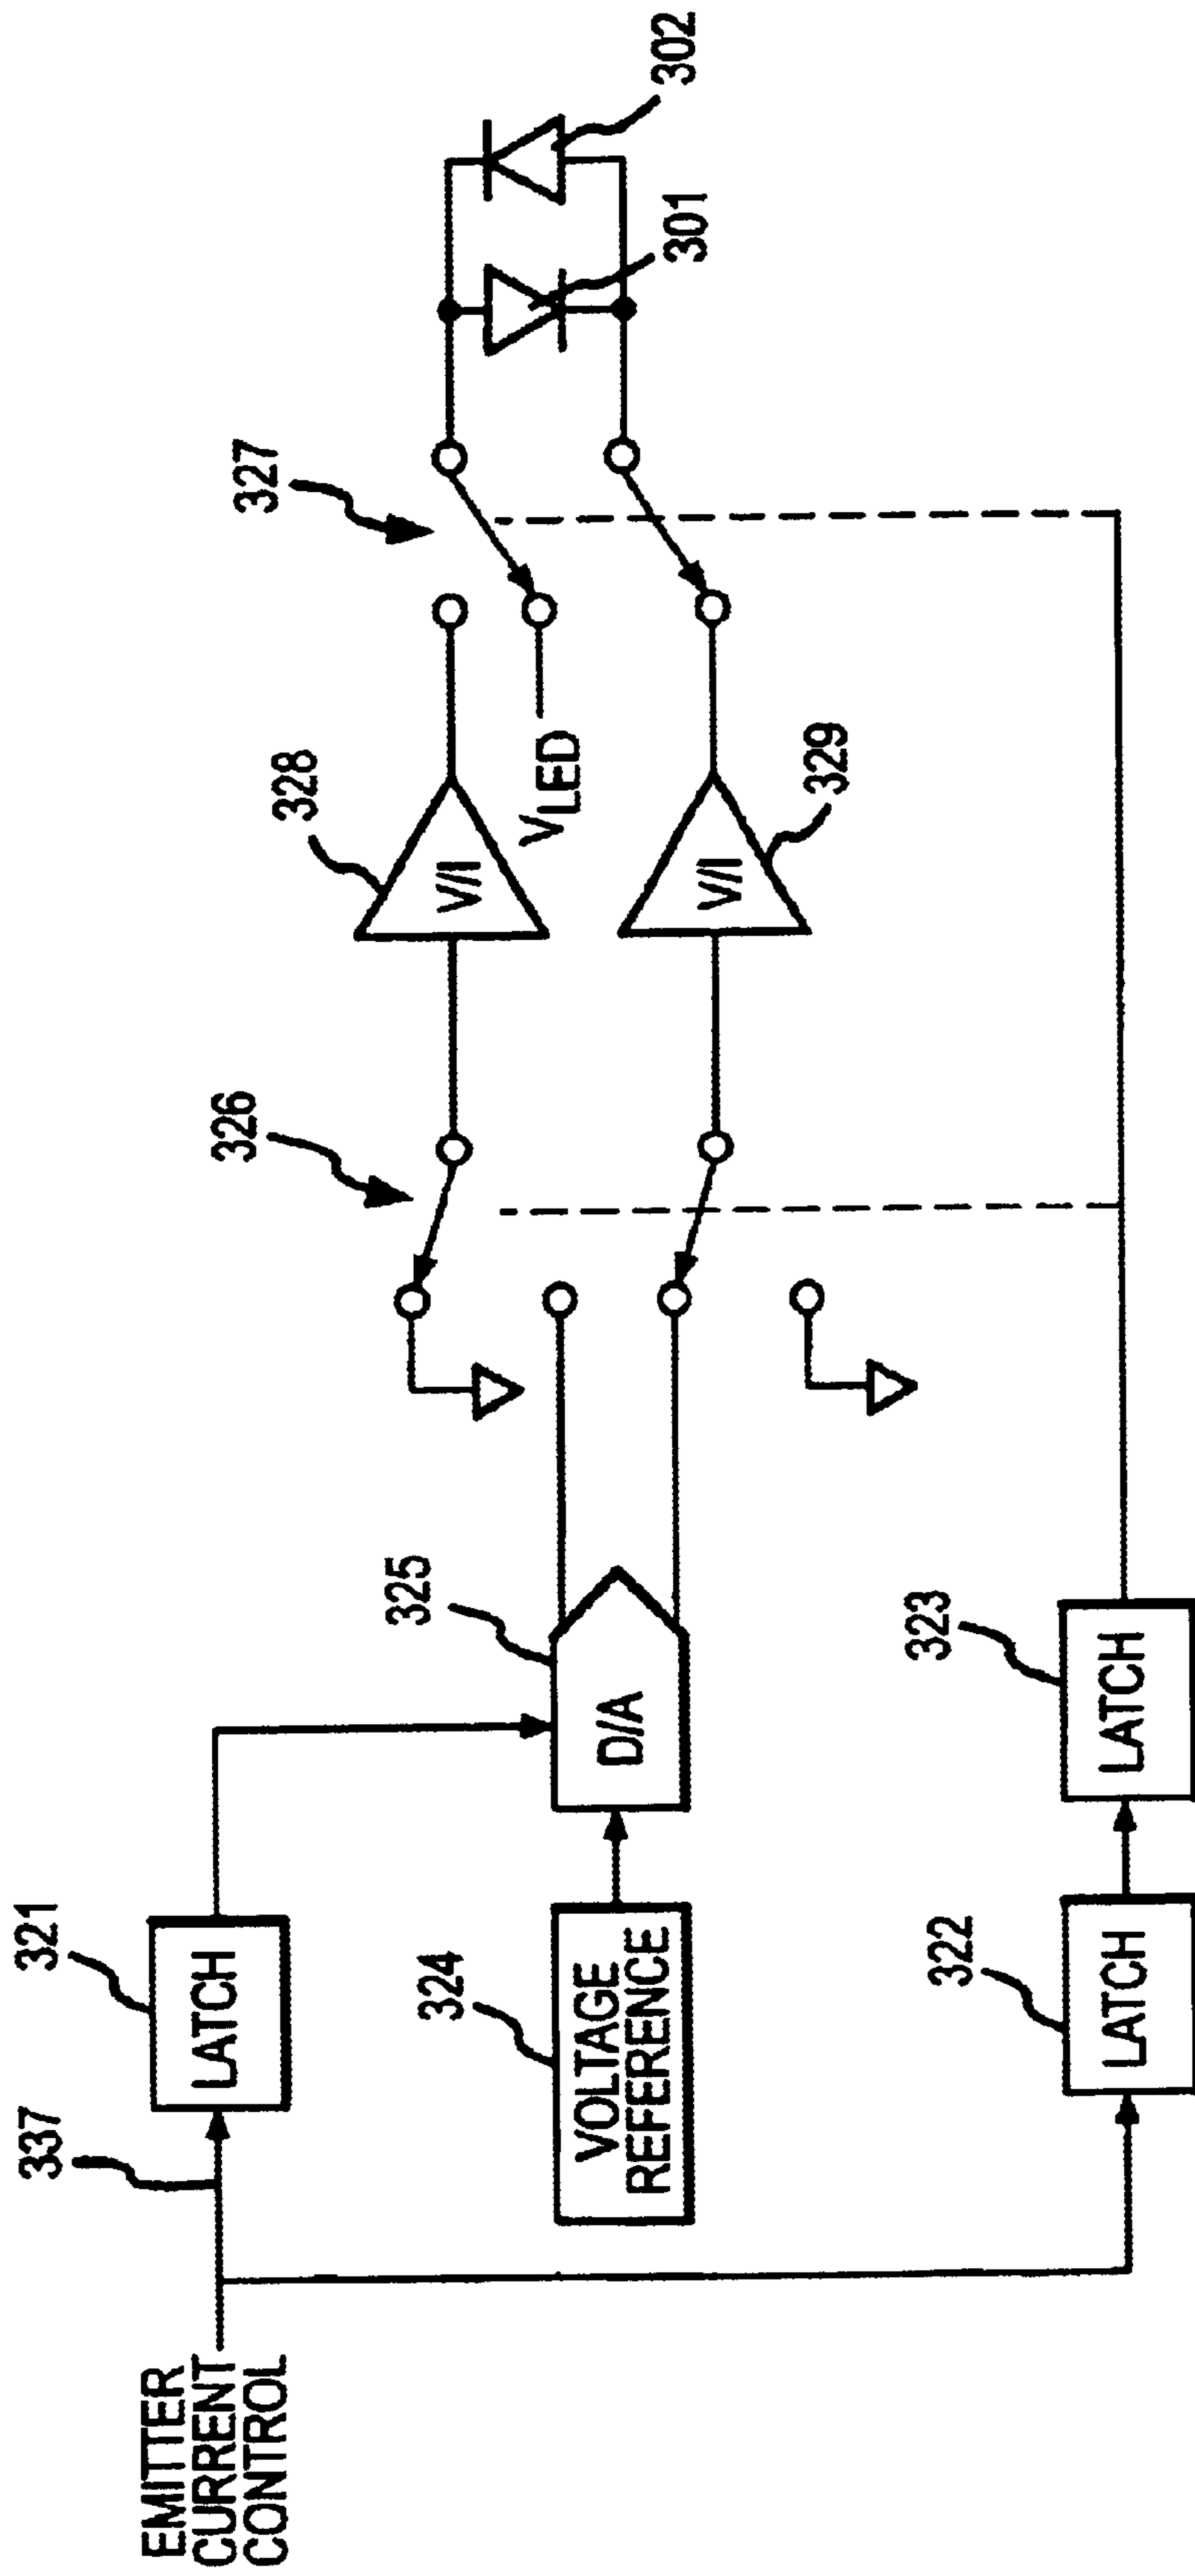 EMITTER
CURRENT
CONTROL
337
321
LATCH
324
VOLTAGE
REFERENCE
325
D/A
322
LATCH
323
LATCH
326
328
V/I
VLED
329
V/I
327
301
302